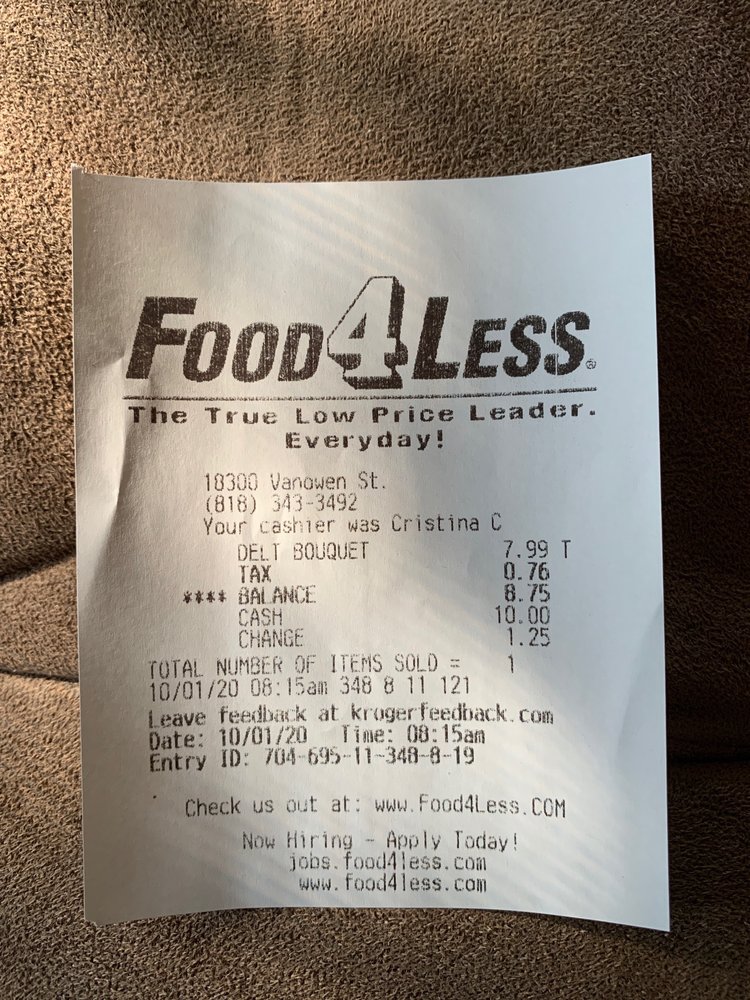 FOOD 4 LESS®
The True Low Price Leader.
Everyday!
18300 Vanowen St.
(818) 343-3492
Your cashier was Cristina C
DELT BOUQUET 7.99 T
TAX 0.76
**** BALANCE 8.75
CASH 10.00
CHANGE 1.25
TOTAL NUMBER OF ITEMS SOLD = 1
10/01/20 08:15am 348 8 11 121
Leave feedback at krogerfeedback.com
Date: 10/01/20 Time: 08:15am
Entry ID: 704-695-11-348-8-19
Check us out at: www.Food4Less.COM
Now Hiring - Apply Today!
jobs.food4less.com
www.food4less.com